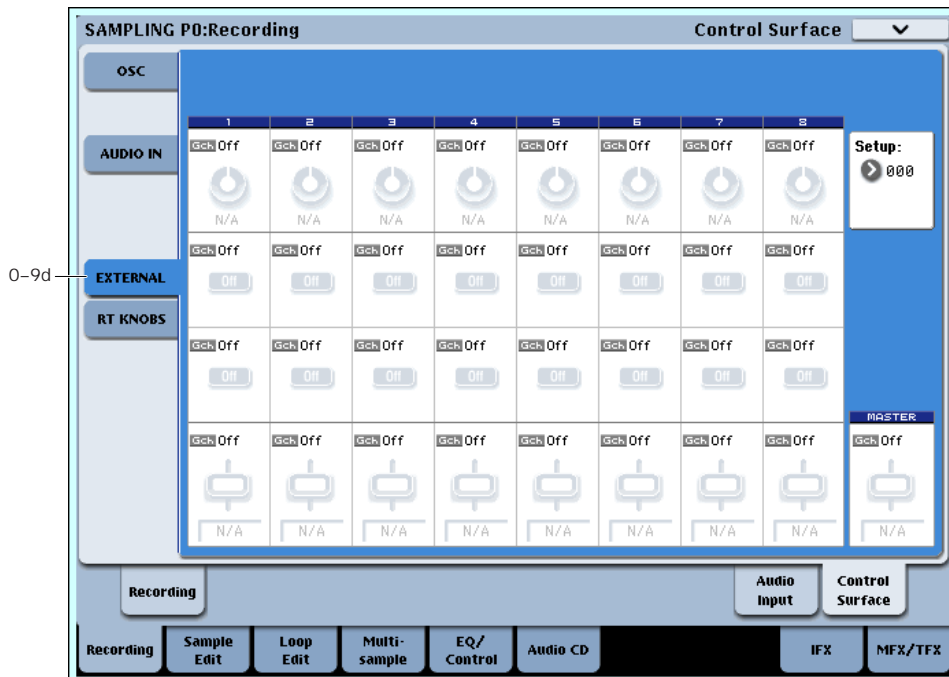 SAMPLING P0:Recording Control Surface
OSC
1 2 3 4 5 6 7 8
AUDIO IN
Gch Off Gch Off Gch Off Gch Off Gch Off Gch Off Gch Off Gch Off
Setup:
000
N/A N/A N/A N/A N/A N/A N/A N/A
Gch Off Gch Off Gch Off Gch Off Gch Off Gch Off Gch Off Gch Off
0–9d
EXTERNAL
Off Off Off Off Off Off Off Off
RT KNOBS
Gch Off Gch Off Gch Off Gch Off Gch Off Gch Off Gch Off Gch Off
Off Off Off Off Off Off Off Off
MASTER
Gch Off Gch Off Gch Off Gch Off Gch Off Gch Off Gch Off Gch Off Gch Off
N/A N/A N/A N/A N/A N/A N/A N/A N/A
Recording
Audio
Input
Control
Surface
Recording
Sample
Edit
Loop
Edit
Multi-
sample
EQ/
Control
Audio CD
IFX
MFX/TFX